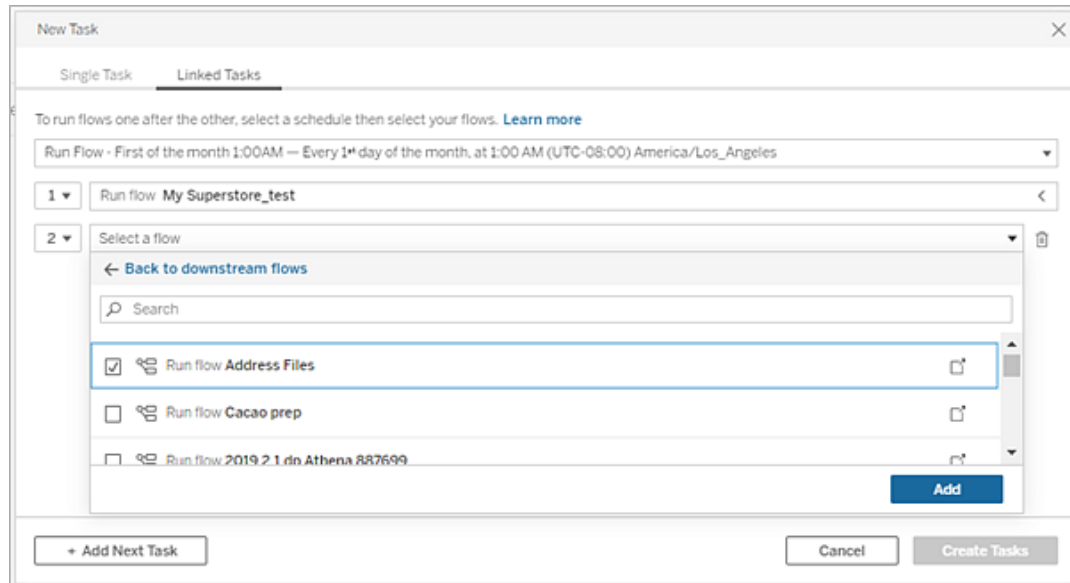 New Task
Single Task Linked Tasks
To run flows one after the other, select a schedule then select your flows. Learn more
Run Flow - First of the month 1:00AM — Every 1st day of the month, at 1:00 AM (UTC-08:00) America/Los_Angeles
1 Run flow My Superstore_test
2 Select a flow
Back to downstream flows
Search
Run flow Address Files
Run flow Cacao prep
Run flow 2019 2 1 dp Athena 887699
Add
+ Add Next Task Cancel Create Tasks